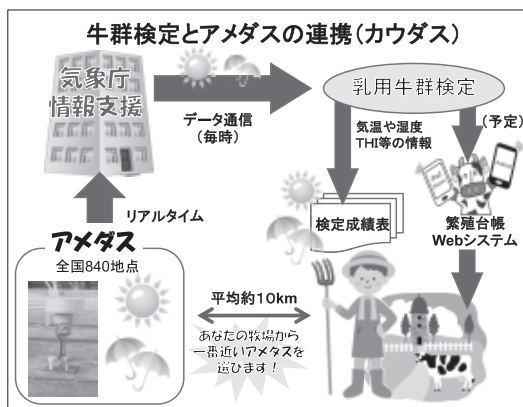 牛群検定とアメダスの連携(カウダス)
気象庁
情報支援
データ通信
(毎時)
乳用牛群検定
気温や湿度
THI等の情報
(予定)
リアルタイム
検定成績表
繁殖台帳
Webシステム
アメダス
全国840地点
平均約10km
あなたの牧場から
一番近いアメダスを
選びます!